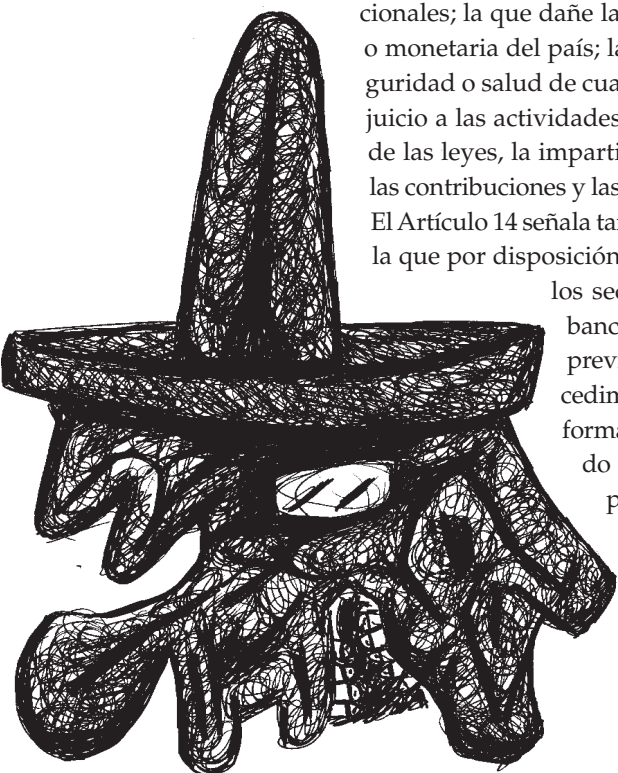 cionales; la que dañe la
o monetaria del país; la
guridad o salud de cua
juicio a las actividades
de las leyes, la imparti
las contribuciones y las
El Artículo 14 señala ta
la que por disposición
los sec
banc
previ
cedim
forma
do
p